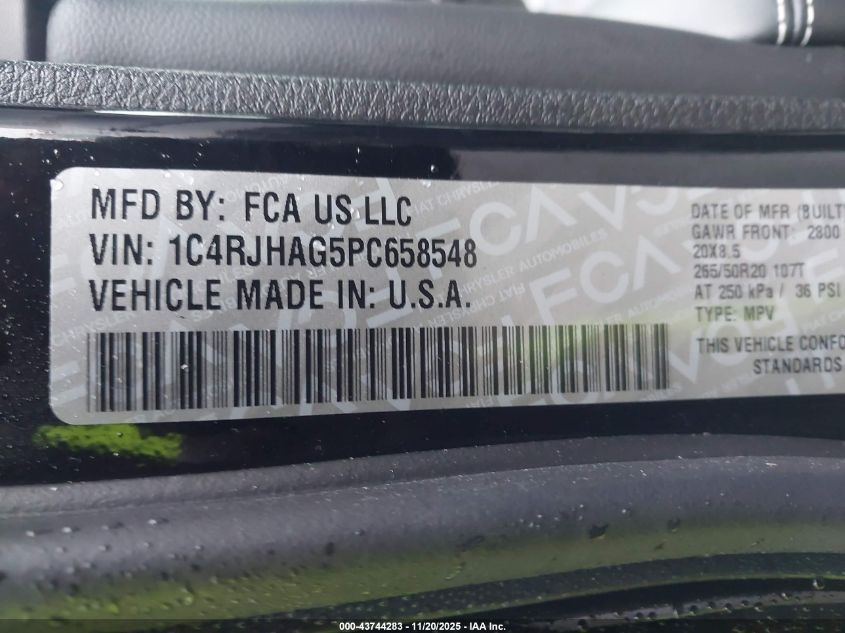 MFD BY: FCA US LLC
VIN: 1C4RJHAG5PC658548
VEHICLE MADE IN: U.S.A.
DATE OF MFR (BUILT
GAWR FRONT: 2800
20X8.5
265/50R20 107T
AT 250 kPa / 36 PSI
TYPE: MPV
THIS VEHICLE CONFO
STANDARDS
000-43744283 - 11/20/2025 - IAA Inc.